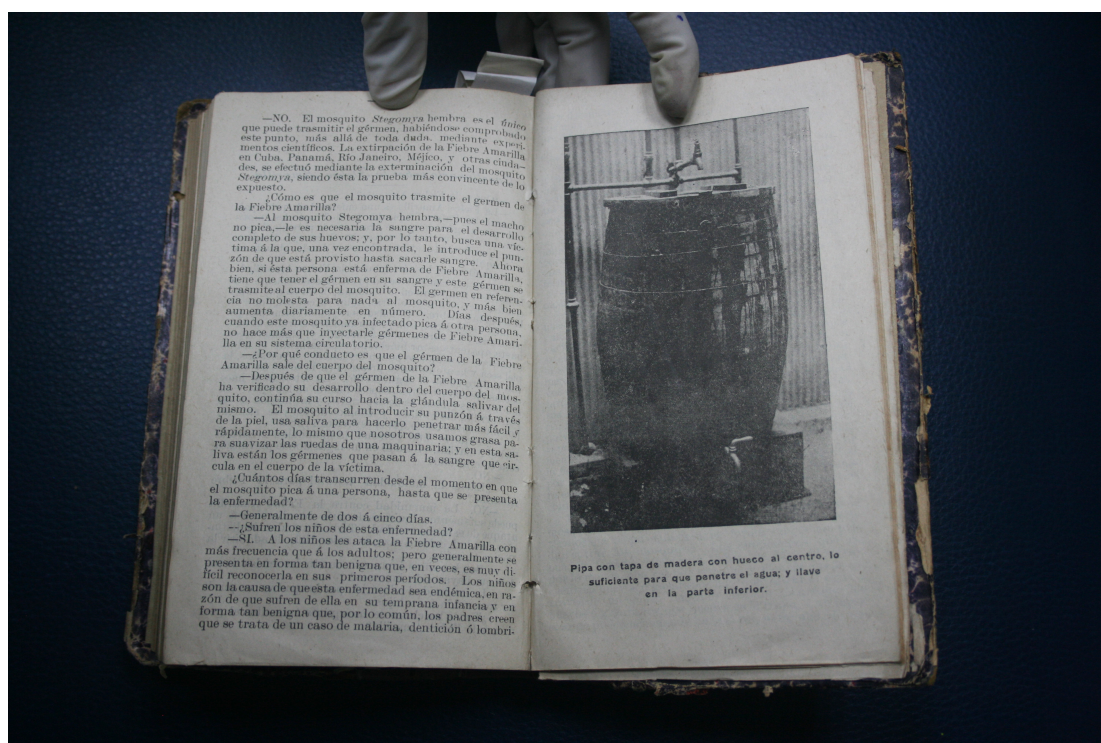 —NO. El mosquito Stegomya hembra es el único
que puede trasmitir el gérmen, habiéndose comprobado
este punto, más allá de toda duda, mediante experi-
mentos científicos. La extirpación de la Fiebre Amarilla
en Cuba, Panamá, Río Janeiro, Méjico, y otras ciuda-
des, se efectuó mediante la exterminación del mosquito
Stegomya, siendo ésta la prueba más convincente de lo
expuesto.
¿Cómo es que el mosquito trasmite el germen de
la Fiebre Amarilla?
—Al mosquito Stegomya hembra,—pues el macho
no pica,—le es necesaria la sangre para el desarrollo
completo de sus huevos; y, por lo tanto, busca una víc-
tima á la que, una vez encontrada, le introduce el pun-
zón de que está provisto hasta sacarle sangre. Ahora
bien, si ésta persona está enferma de Fiebre Amarilla,
tiene que tener el gérmen en su sangre y este gérmen se
trasmite al cuerpo del mosquito. El germen en referen-
cia no molesta para nada al mosquito, y más bien
aumenta diariamente en número. Días después,
cuando este mosquito ya infectado pica á otra persona,
no hace más que inyectarle gérmenes de Fiebre Amari-
lla en su sistema circulatorio.
—¿Por qué conducto es que el gérmen de la Fiebre
Amarilla sale del cuerpo del mosquito?
—Después de que el gérmen de la Fiebre Amarilla
ha verificado su desarrollo dentro del cuerpo del mos-
quito, continúa su curso hacia la glándula salivar del
mismo. El mosquito al introducir su punzón á través
de la piel, usa saliva para hacerlo penetrar más fácil y
rápidamente, lo mismo que nosotros usamos grasa pa-
ra suavizar las ruedas de una maquinaria; y en esta sa-
liva están los gérmenes que pasan á la sangre que cir-
cula en el cuerpo de la víctima.
¿Cuántos días transcurren desde el momento en que
el mosquito pica á una persona, hasta que se presenta
la enfermedad?
—Generalmente de dos á cinco días.
—¿Sufren los niños de esta enfermedad?
—SI. A los niños les ataca la Fiebre Amarilla con
más frecuencia que á los adultos; pero generalmente se
presenta en forma tan benigna que, en veces, es muy di-
fícil reconocerla en sus primeros períodos. Los niños
son la causa de que esta enfermedad sea endémica, en ra-
zón de que sufren de ella en su temprana infancia y en
forma tan benigna que, por lo común, los padres creen
que se trata de un caso de malaria, dentición ó lombri-
Pipa con tapa de madera con hueco al centro, lo
suficiente para que penetre el agua; y llave
en la parte inferior.